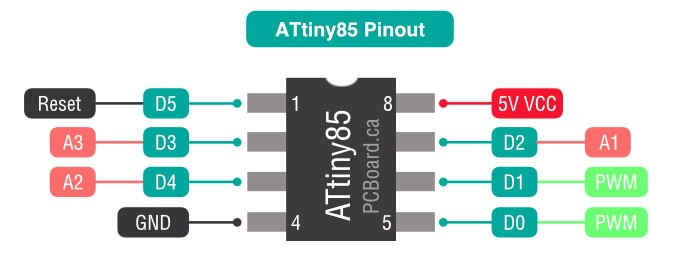 ATtiny85 Pinout
Reset D5 1 8 5V VCC
A3 D3 D2 A1
A2 D4 D1 PWM
GND 4 5 D0 PWM
ATtiny85
PCBoard.ca